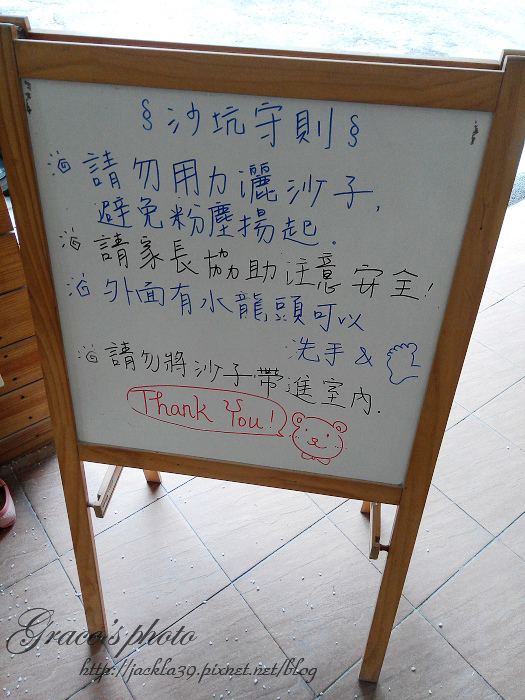 § 沙坑守則 §
請勿用力灑沙子,
避免粉塵揚起.
請家長協助注意安全!
外面有水龍頭可以
洗手 &
請勿將沙子帶進室內.
Thank You!
Grace's photo
http://jackla39.pixnet.net/blog